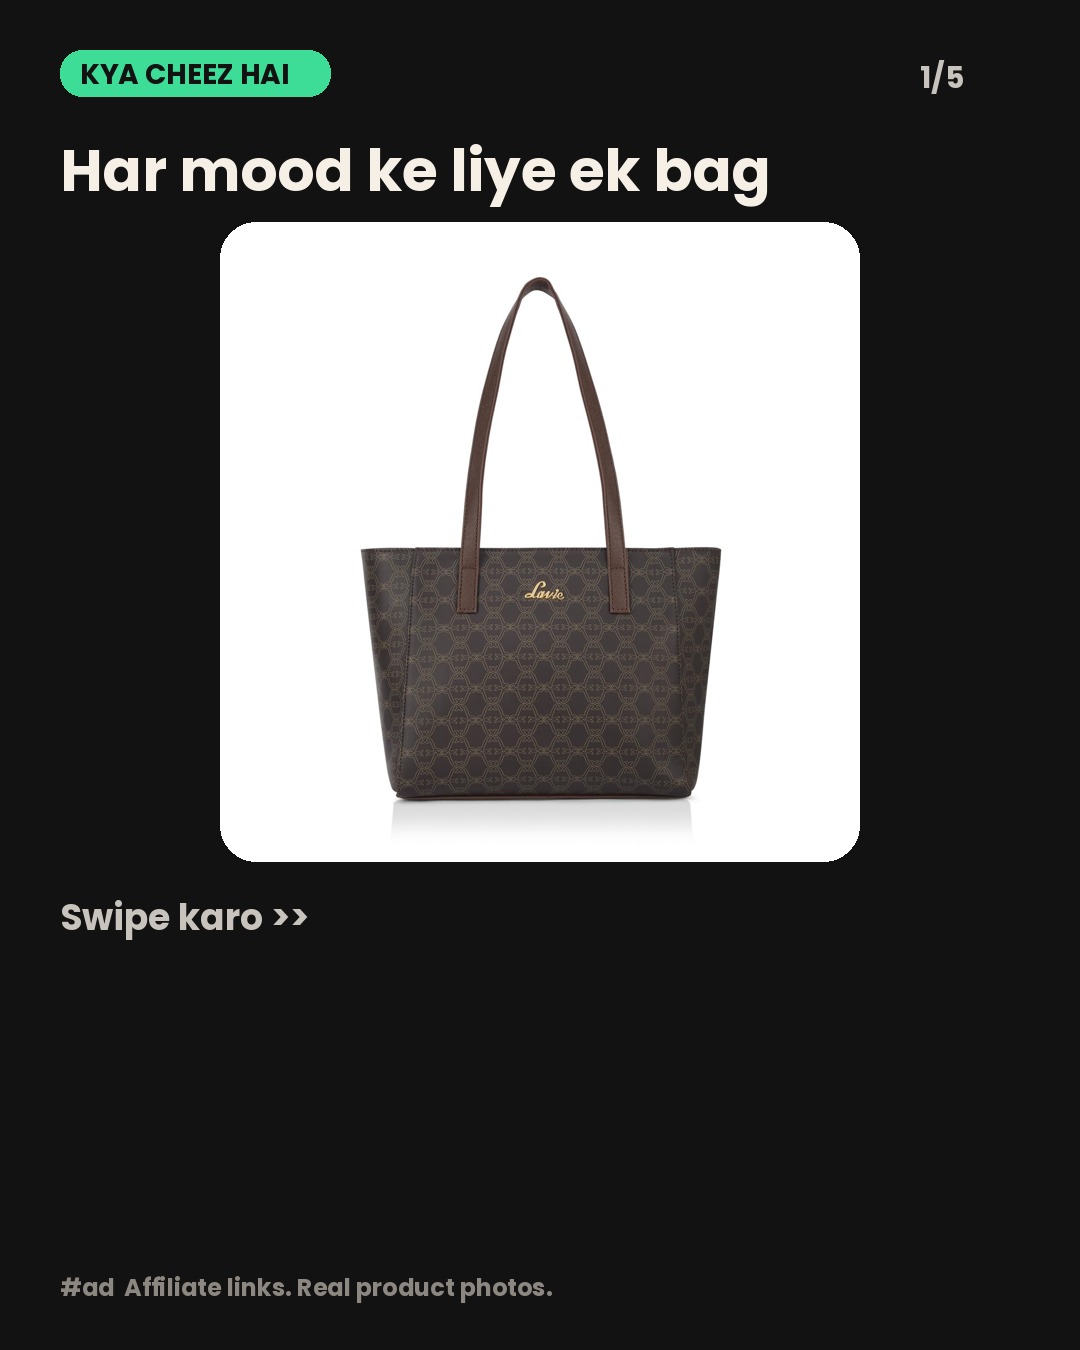 KYA CHEEZ HAI
1/5
Har mood ke liye ek bag
Lavie
Swipe karo >>
#ad Affiliate links. Real product photos.